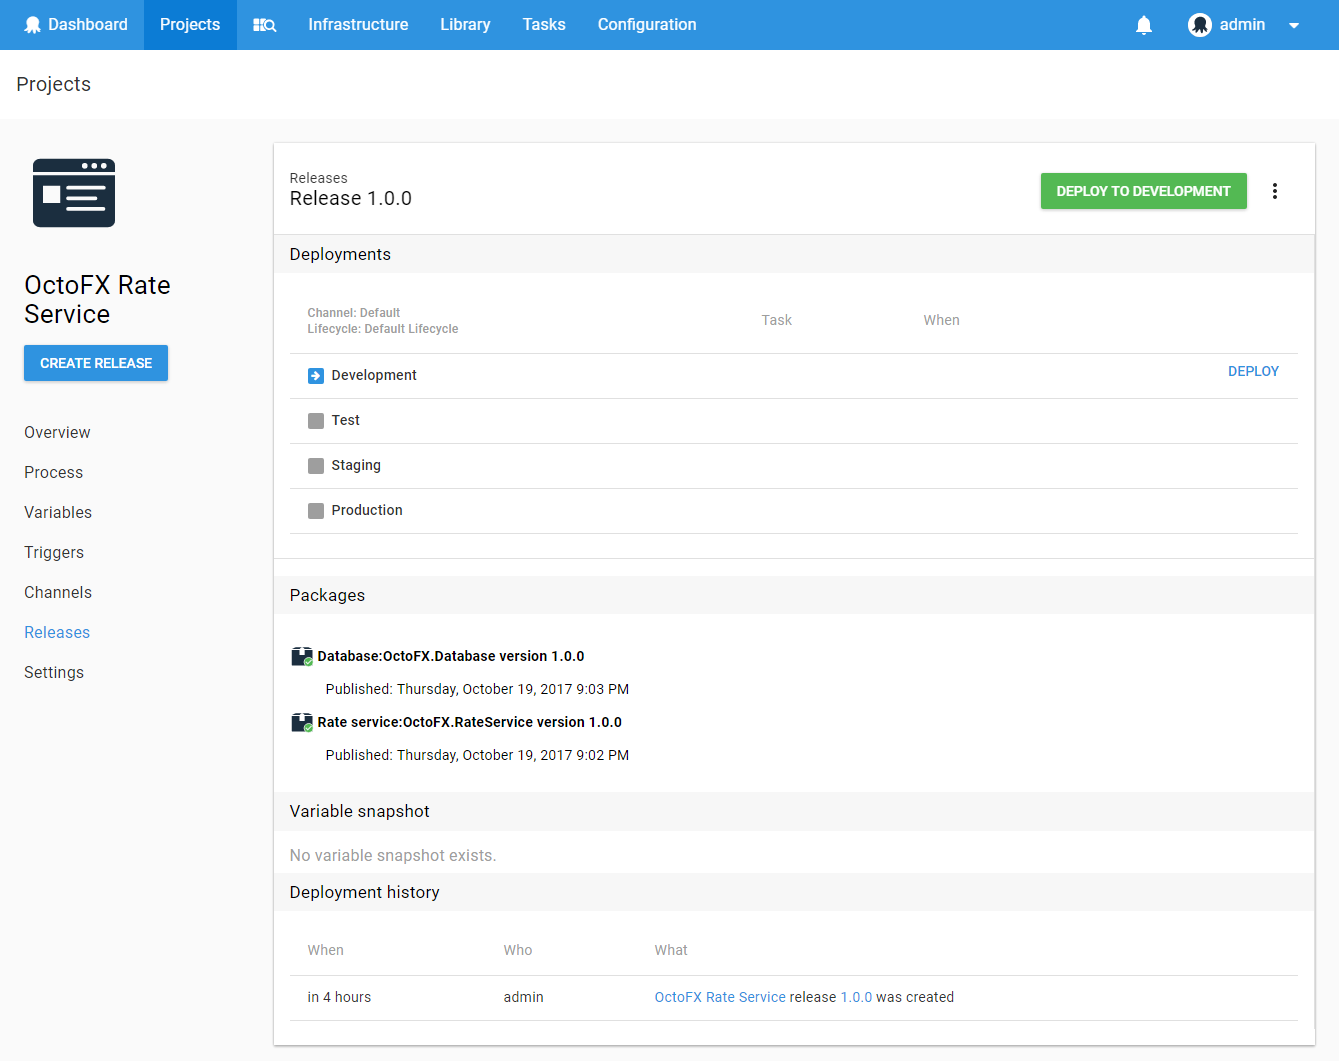 Dashboard Projects Infrastructure Library Tasks Configuration admin
Projects
OctoFX Rate
Service
CREATE RELEASE
Overview
Process
Variables
Triggers
Channels
Releases
Settings
Releases
Release 1.0.0
DEPLOY TO DEVELOPMENT
Deployments
Channel: Default
Lifecycle: Default Lifecycle
Task When
Development DEPLOY
Test
Staging
Production
Packages
Database:OctoFX.Database version 1.0.0
Published: Thursday, October 19, 2017 9:03 PM
Rate service:OctoFX.RateService version 1.0.0
Published: Thursday, October 19, 2017 9:02 PM
Variable snapshot
No variable snapshot exists.
Deployment history
When Who What
in 4 hours admin OctoFX Rate Service release 1.0.0 was created